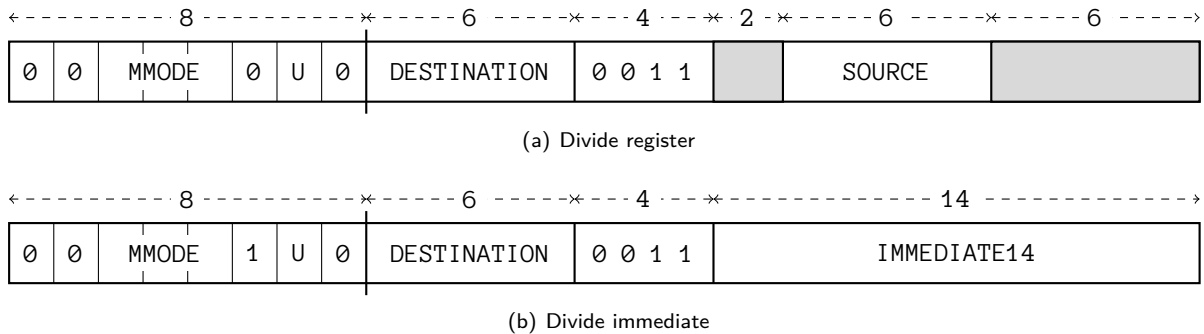 8 6 4 2 6 6
0 0 MMODE 0 U 0 DESTINATION 0 0 1 1 SOURCE
(a) Divide register
8 6 4 14
0 0 MMODE 1 U 0 DESTINATION 0 0 1 1 IMMEDIATE14
(b) Divide immediate